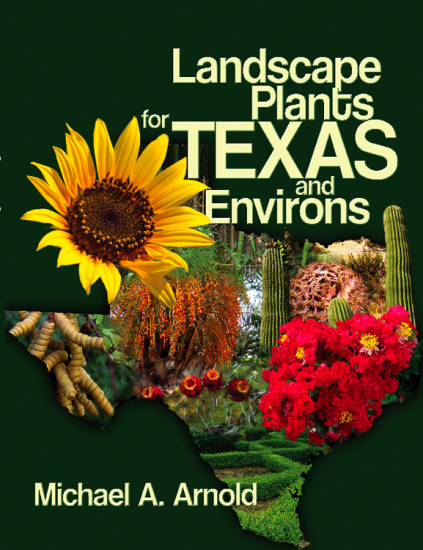 Landscape
Plants
for TEXAS
and
Environs
Michael A. Arnold